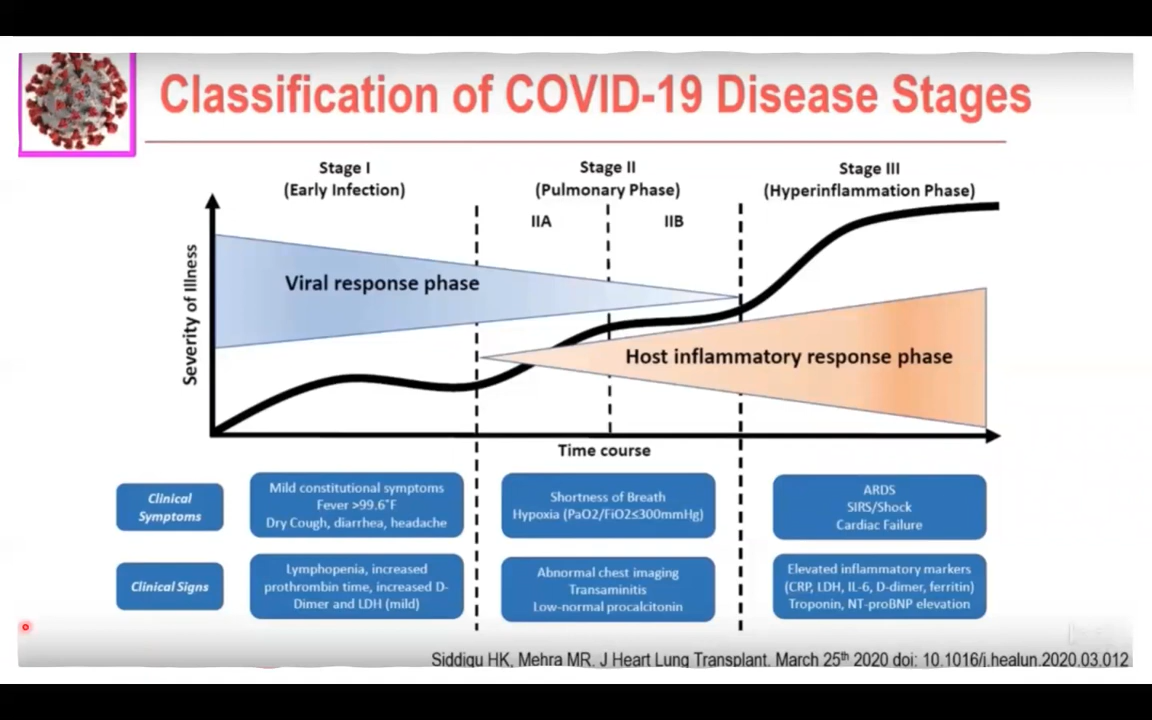 Classification of COVID-19 Disease Stages
Stage I
(Early Infection)
Stage II
(Pulmonary Phase)
Stage III
(Hyperinflammation Phase)
IIA
IIB
Severity of Illness
Viral response phase
Host inflammatory response phase
Time course
Clinical
Symptoms
Mild constitutional symptoms
Fever >99.6°F
Dry Cough, diarrhea, headache
Shortness of Breath
Hypoxia (PaO2/FiO2≤300mmHg)
ARDS
SIRS/Shock
Cardiac Failure
Clinical Signs
Lymphopenia, increased
prothrombin time, increased D-
Dimer and LDH (mild)
Abnormal chest imaging
Transaminitis
Low-normal procalcitonin
Elevated inflammatory markers
(CRP, LDH, IL-6, D-dimer, ferritin)
Troponin, NT-proBNP elevation
Siddiqu HK, Mehra MR. J Heart Lung Transplant. March 25th 2020 doi: 10.1016/j.healun.2020.03.012